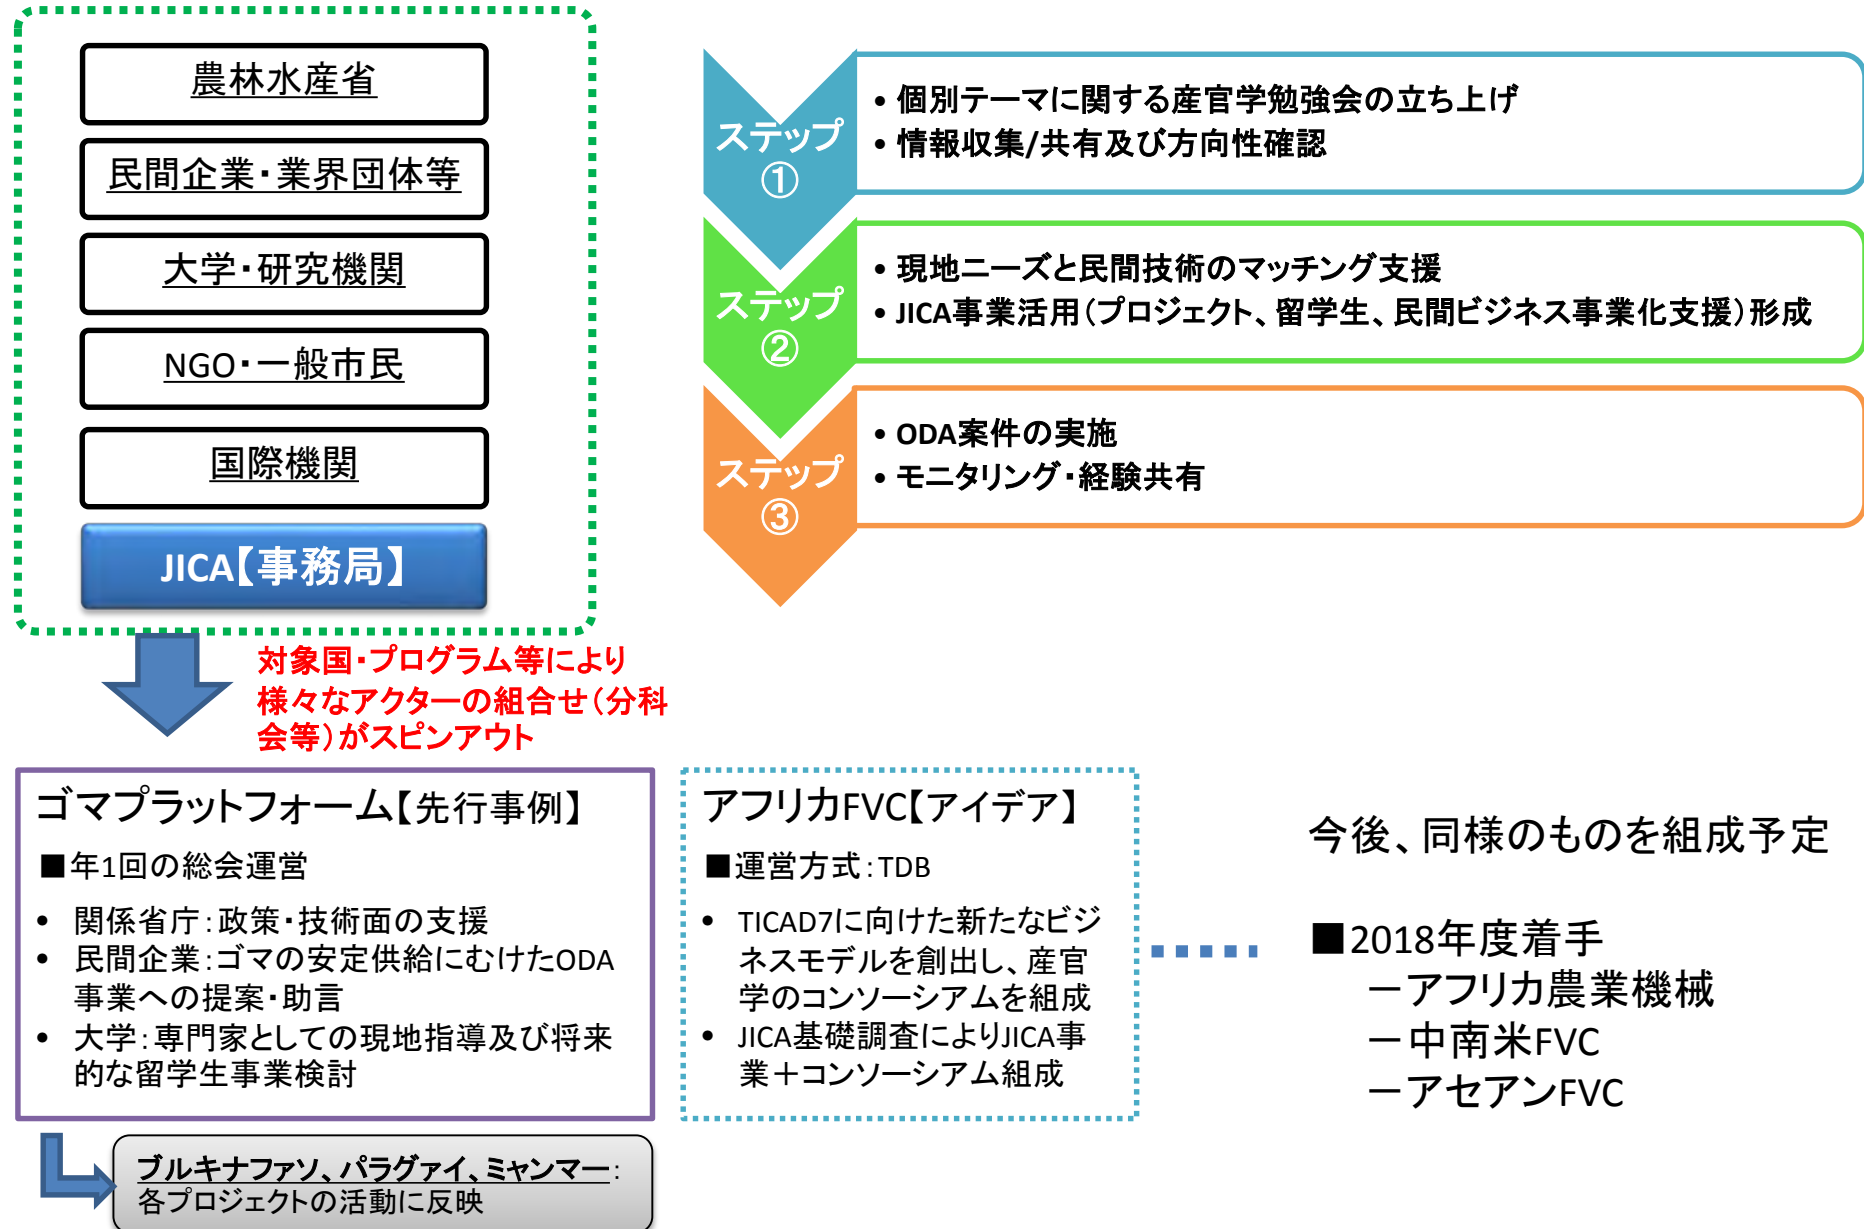 農林水産省
民間企業・業界団体等
大学・研究機関
NGO・一般市民
国際機関
JICA【事務局】
ステップ
①
• 個別テーマに関する産官学勉強会の立ち上げ
• 情報収集/共有及び方向性確認
ステップ
②
• 現地ニーズと民間技術のマッチング支援
• JICA事業活用（プロジェクト、留学生、民間ビジネス事業化支援）形成
ステップ
③
• ODA案件の実施
• モニタリング・経験共有
対象国・プログラム等により
様々なアクターの組合せ（分科
会等）がスピンアウト
ゴマプラットフォーム【先行事例】
■年1回の総会運営
• 関係省庁：政策・技術面の支援
• 民間企業：ゴマの安定供給にむけたODA
事業への提案・助言
• 大学：専門家としての現地指導及び将来
的な留学生事業検討
ブルキナファソ、パラグァイ、ミャンマー：
各プロジェクトの活動に反映
アフリカFVC【アイデア】
■運営方式：TDB
• TICAD7に向けた新たなビジ
ネスモデルを創出し、産官
学のコンソーシアムを組成
• JICA基礎調査によりJICA事
業＋コンソーシアム組成
今後、同様のものを組成予定
■2018年度着手
－アフリカ農業機械
－中南米FVC
－アセアンFVC